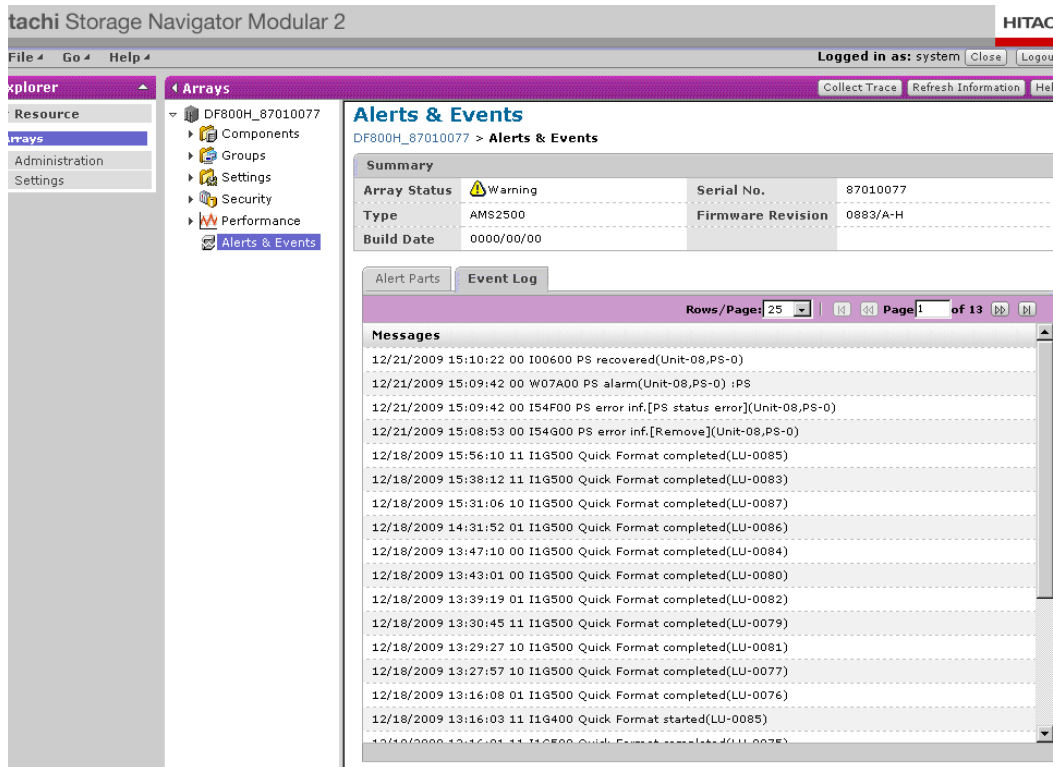 tachi Storage Navigator Modular 2
HITAC
File Go Help
Logged in as: system Close Logou
xplorer
Arrays
Collect Trace Refresh Information Hel
Resource
rrays
Administration
Settings
DF800H_87010077
Components
Groups
Settings
Security
Performance
Alerts & Events
Alerts & Events
DF800H_87010077 > Alerts & Events
Summary
Array Status Warning Serial No. 87010077
Type AMS2500 Firmware Revision 0883/A-H
Build Date 0000/00/00
Alert Parts Event Log
Rows/Page: 25 Page 1 of 13
Messages
12/21/2009 15:10:22 00 I00600 PS recovered(Unit-08,PS-0)
12/21/2009 15:09:42 00 W07A00 PS alarm(Unit-08,PS-0) :PS
12/21/2009 15:09:42 00 I54F00 PS error inf.[PS status error](Unit-08,PS-0)
12/21/2009 15:08:53 00 I54G00 PS error inf.[Remove](Unit-08,PS-0)
12/18/2009 15:56:10 11 I1G500 Quick Format completed(LU-0085)
12/18/2009 15:38:12 11 I1G500 Quick Format completed(LU-0083)
12/18/2009 15:31:06 10 I1G500 Quick Format completed(LU-0087)
12/18/2009 14:31:52 01 I1G500 Quick Format completed(LU-0086)
12/18/2009 13:47:10 00 I1G500 Quick Format completed(LU-0084)
12/18/2009 13:43:01 00 I1G500 Quick Format completed(LU-0080)
12/18/2009 13:39:19 01 I1G500 Quick Format completed(LU-0082)
12/18/2009 13:30:45 11 I1G500 Quick Format completed(LU-0079)
12/18/2009 13:29:27 10 I1G500 Quick Format completed(LU-0081)
12/18/2009 13:27:57 10 I1G500 Quick Format completed(LU-0077)
12/18/2009 13:16:08 01 I1G500 Quick Format completed(LU-0076)
12/18/2009 13:16:03 11 I1G400 Quick Format started(LU-0085)
12/18/2009 13:16:01 11 I1G500 Quick Format completed(LU-0075)